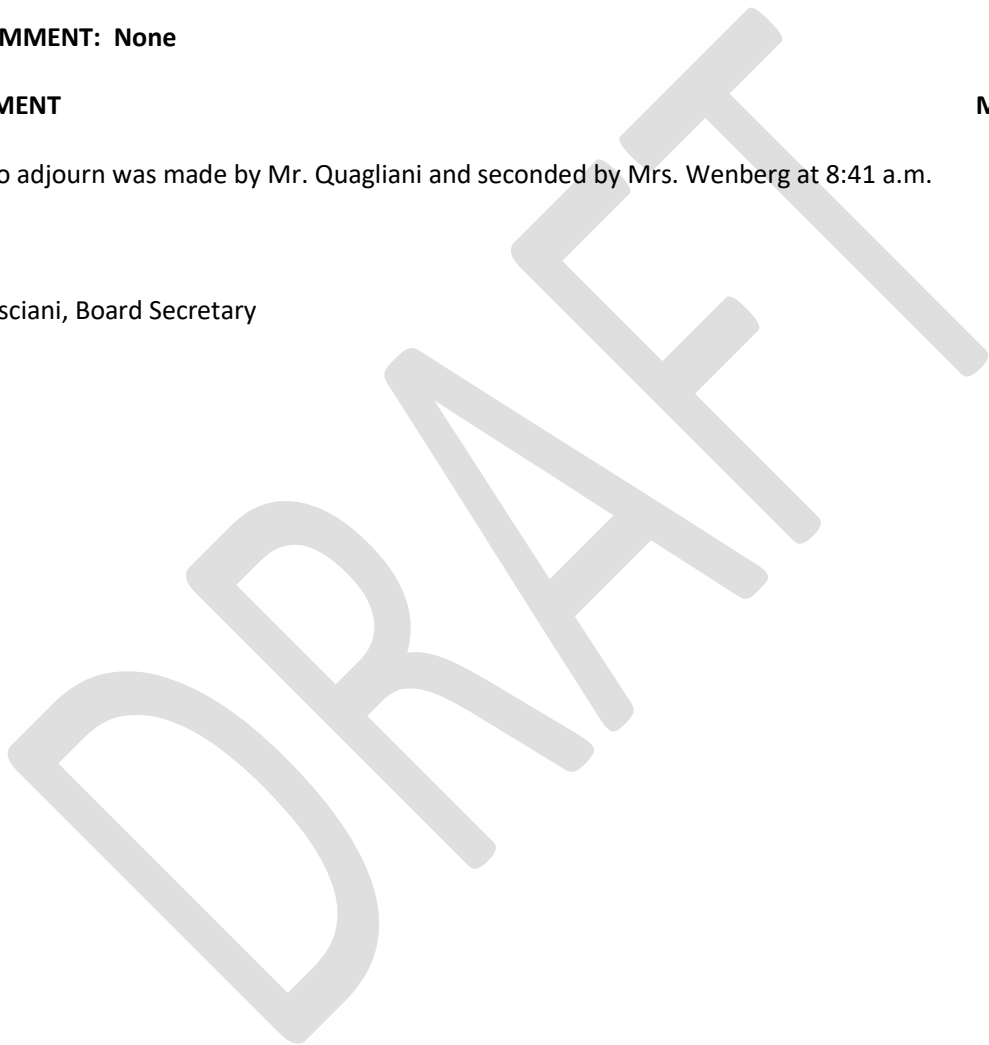 MMENT: None
MENT M
o adjourn was made by Mr. Quagliani and seconded by Mrs. Wenberg at 8:41 a.m.
sciani, Board Secretary
DRAFT